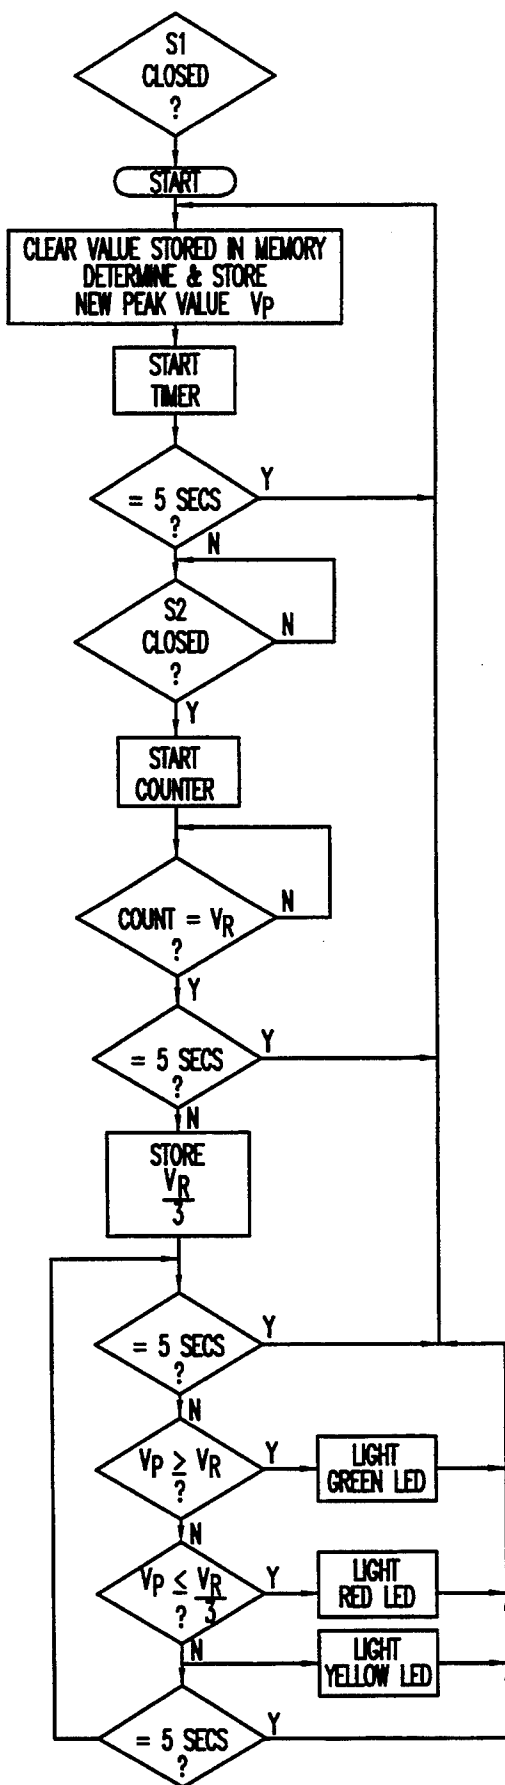 S1
CLOSED
?
START
CLEAR VALUE STORED IN MEMORY
DETERMINE & STORE
NEW PEAK VALUE VP
START
TIMER
= 5 SECS
?
Y
N
S2
CLOSED
?
N
Y
START
COUNTER
COUNT = VR
?
N
Y
= 5 SECS
?
Y
N
STORE
VR
3
= 5 SECS
?
Y
N
VP ≥ VR
?
Y
LIGHT
GREEN LED
N
VP ≤ VR
3
?
Y
LIGHT
RED LED
N
LIGHT
YELLOW LED
= 5 SECS
?
Y